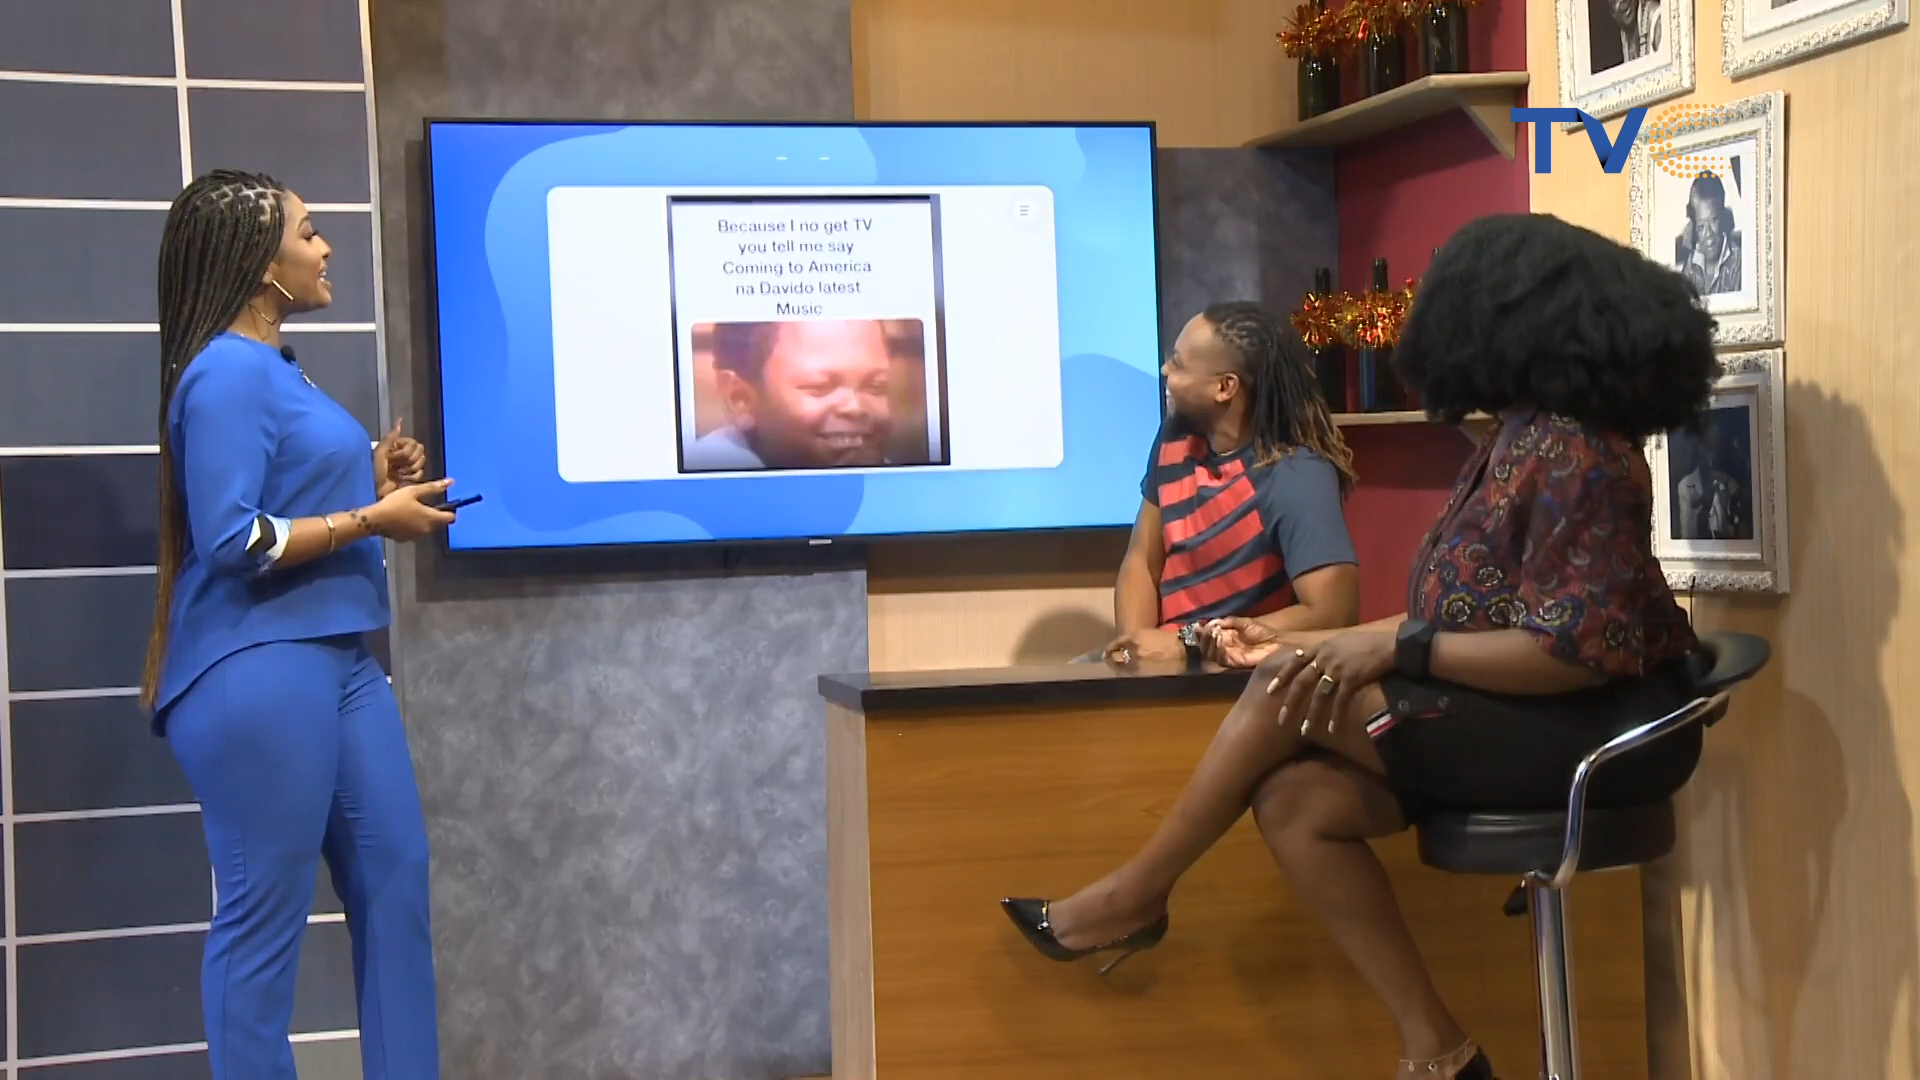 TVC
Because I no get TV
you tell me say
Coming to America
na Davido latest
Music